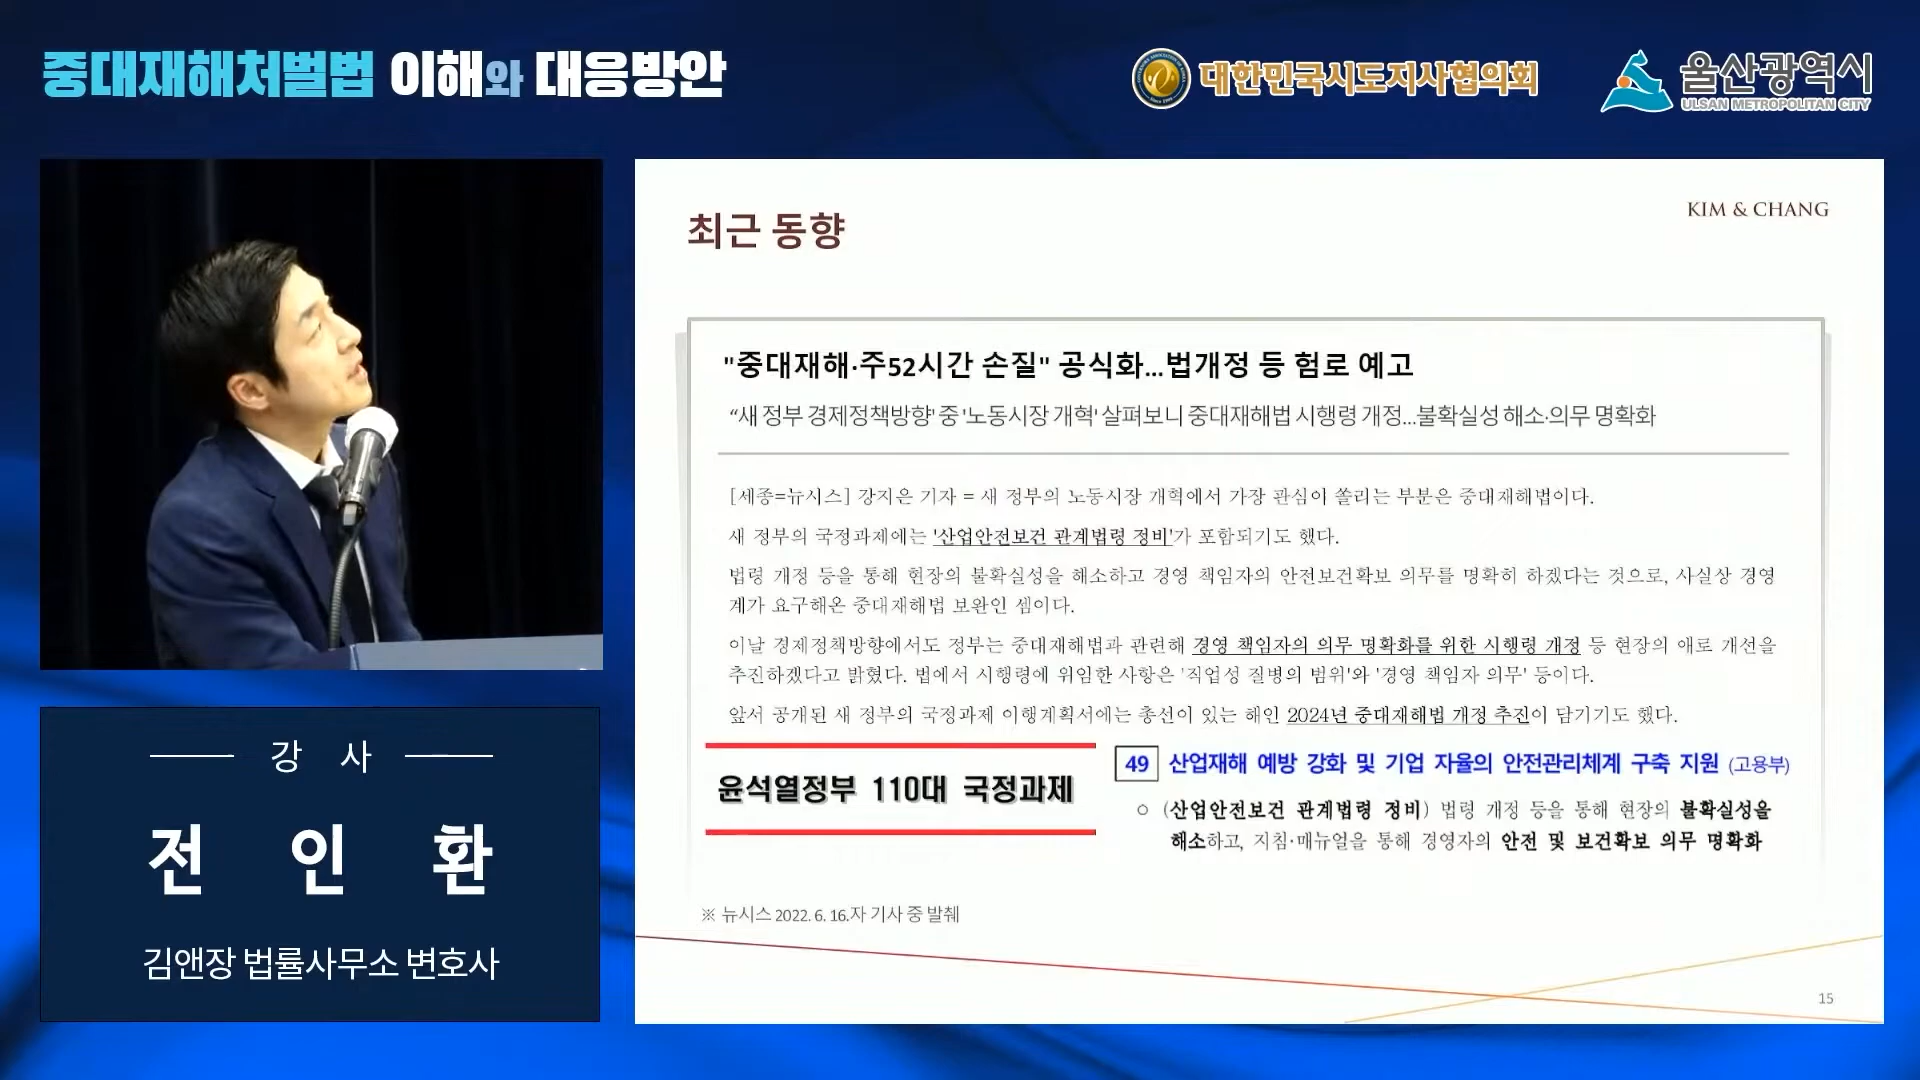 중대재해처벌법 이해와 대응방안
대한민국시도지사협의회
울산광역시
ULSAN METROPOLITAN CITY
KIM & CHANG
최근 동향
"중대재해·주52시간 손질" 공식화...법개정 등 험로 예고
“새 정부 경제정책방향' 중 '노동시장 개혁' 살펴보니 중대재해법 시행령 개정...불확실성 해소·의무 명확화
[세종=뉴시스] 강지은 기자 = 새 정부의 노동시장 개혁에서 가장 관심이 쏠리는 부분은 중대재해법이다.
새 정부의 국정과제에는 '산업안전보건 관계법령 정비'가 포함되기도 했다.
법령 개정 등을 통해 현장의 불확실성을 해소하고 경영 책임자의 안전보건확보 의무를 명확히 하겠다는 것으로, 사실상 경영
계가 요구해온 중대재해법 보완인 셈이다.
이날 경제정책방향에서도 정부는 중대재해법과 관련해 경영 책임자의 의무 명확화를 위한 시행령 개정 등 현장의 애로 개선을
추진하겠다고 밝혔다. 법에서 시행령에 위임한 사항은 '직업성 질병의 범위'와 '경영 책임자 의무' 등이다.
앞서 공개된 새 정부의 국정과제 이행계획서에는 총선이 있는 해인 2024년 중대재해법 개정 추진이 담기기도 했다.
윤석열정부 110대 국정과제
49 산업재해 예방 강화 및 기업 자율의 안전관리체계 구축 지원 (고용부)
○ (산업안전보건 관계법령 정비) 법령 개정 등을 통해 현장의 불확실성을
해소하고, 지침·매뉴얼을 통해 경영자의 안전 및 보건확보 의무 명확화
※ 뉴시스 2022. 6. 16.자 기사 중 발췌
15
강 사
전 인 환
김앤장 법률사무소 변호사